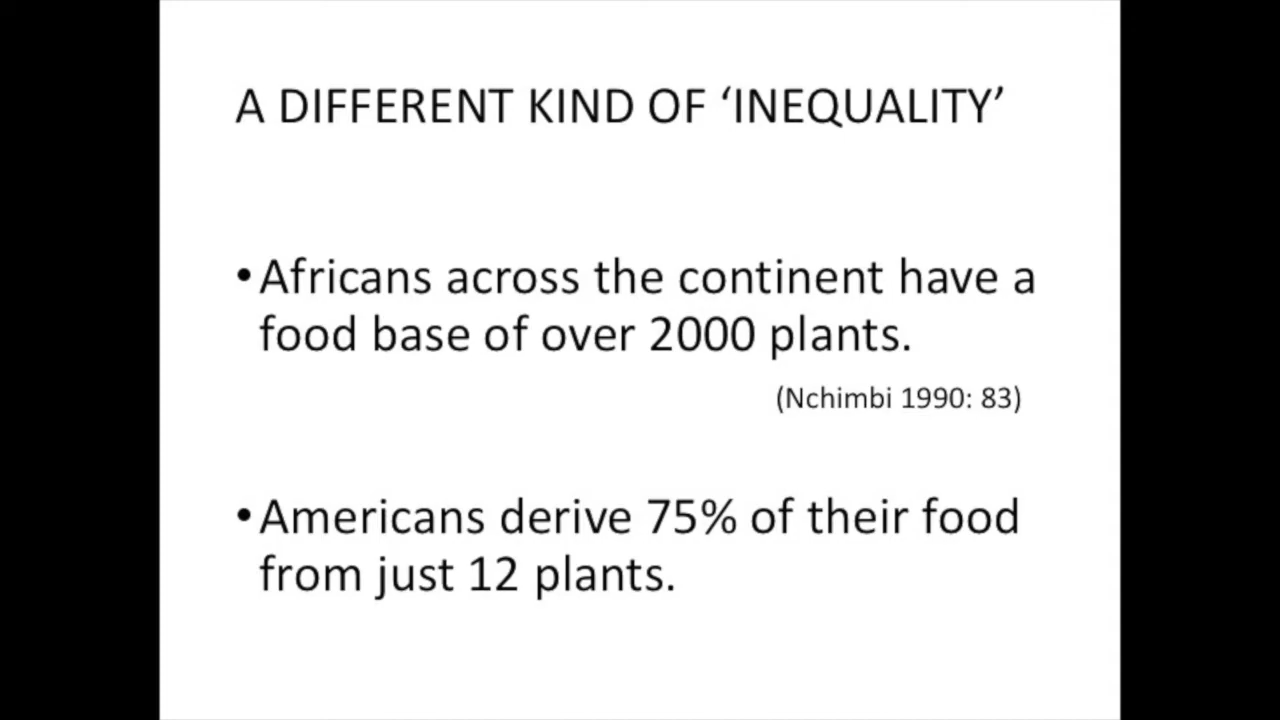 A DIFFERENT KIND OF ‘INEQUALITY’
•Africans across the continent have a
food base of over 2000 plants.
(Nchimbi 1990: 83)
•Americans derive 75% of their food
from just 12 plants.